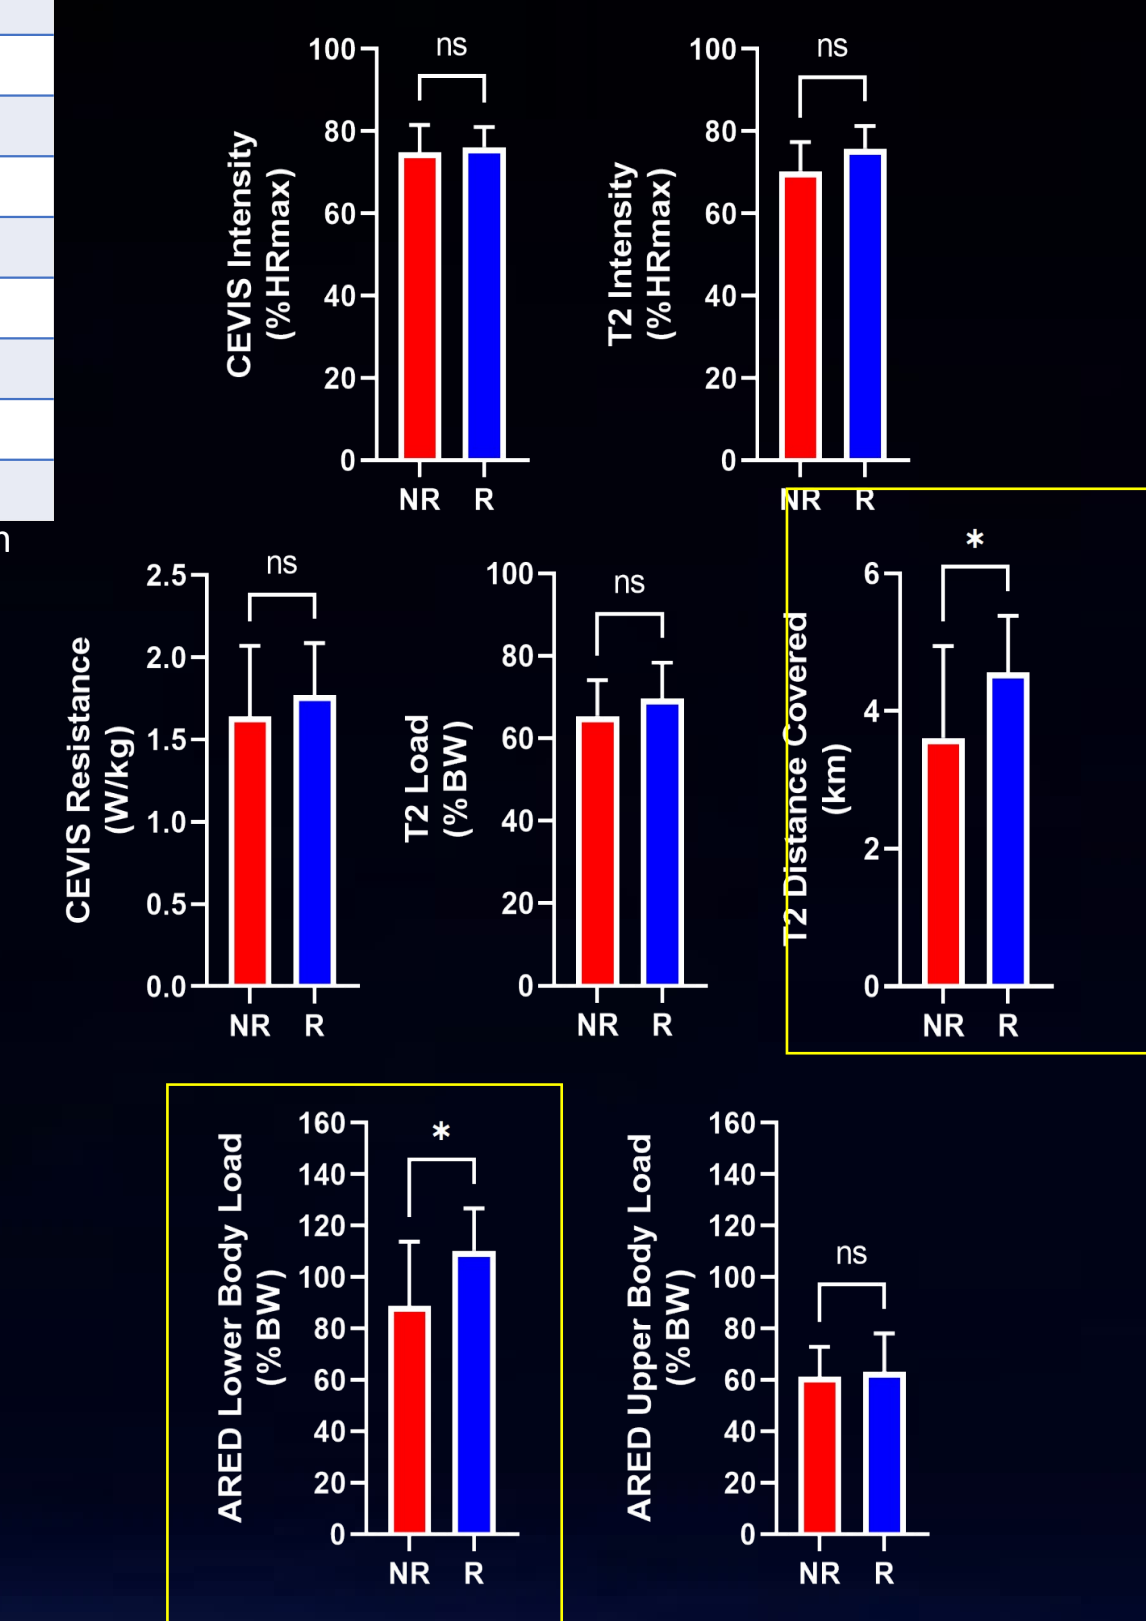 ns
100
80
60
40
20
0
CEVIS Intensity
(%HRmax)
NR R
ns
100
80
60
40
20
0
T2 Intensity
(%HRmax)
NR R
n
ns
2.5
2.0
1.5
1.0
0.5
0.0
CEVIS Resistance
(W/kg)
NR R
ns
100
80
60
40
20
0
T2 Load
(%BW)
NR R
*
6
4
2
0
T2 Distance Covered
(km)
NR R
*
160
140
120
100
80
60
40
20
0
ARED Lower Body Load
(%BW)
NR R
ns
160
140
120
100
80
60
40
20
0
ARED Upper Body Load
(%BW)
NR R